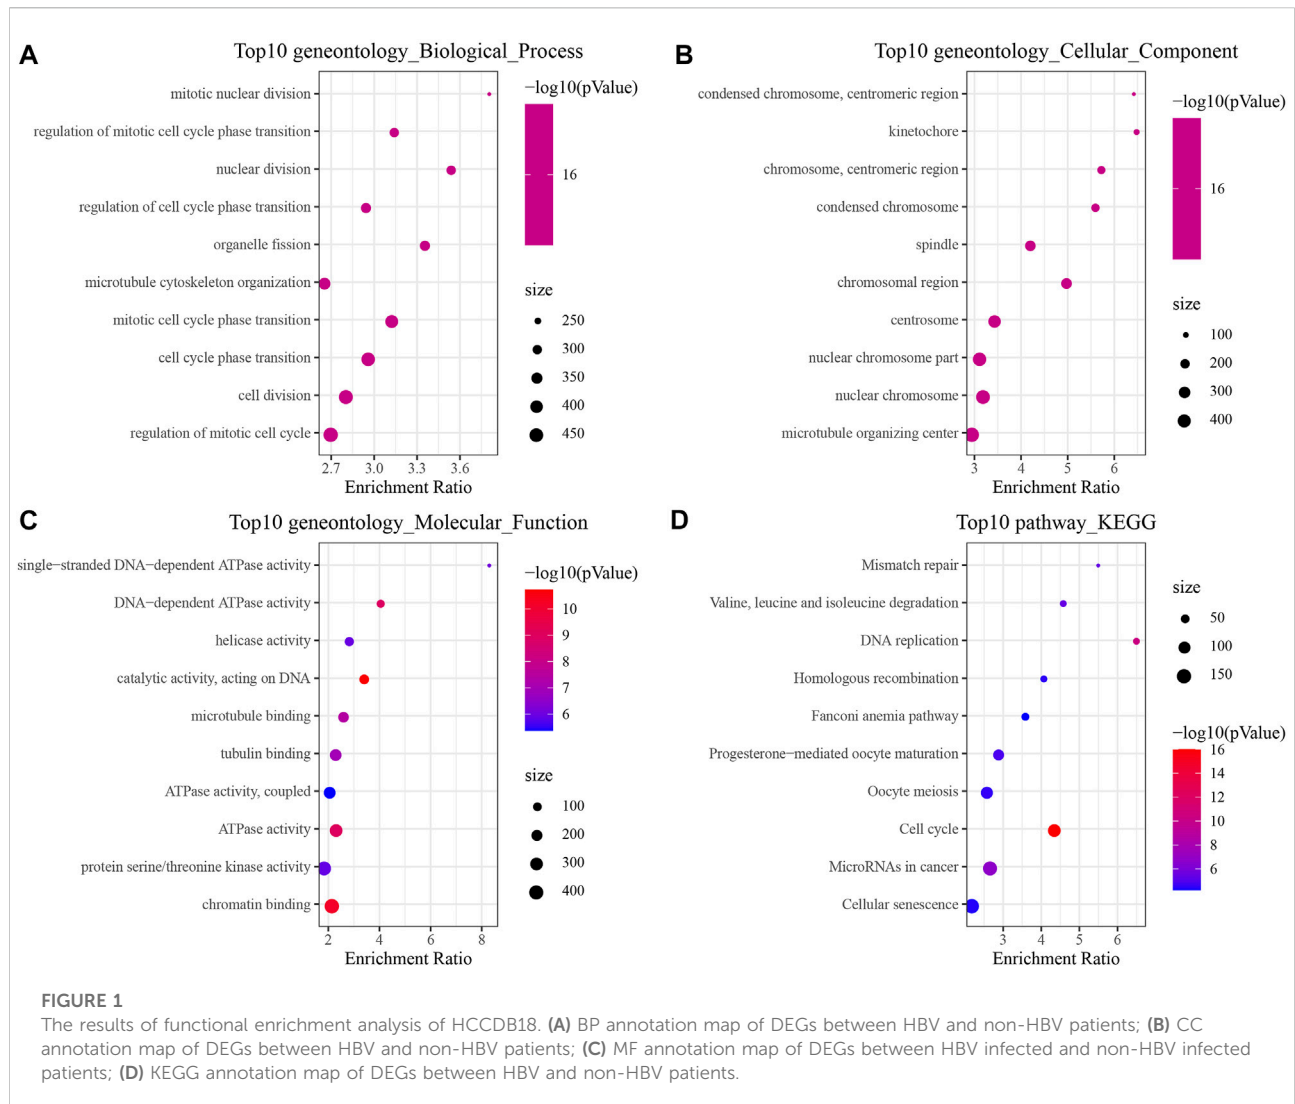 A
Top10 geneontology_Biological_Process
mitotic nuclear division
regulation of mitotic cell cycle phase transition
nuclear division
regulation of cell cycle phase transition
organelle fission
microtubule cytoskeleton organization
mitotic cell cycle phase transition
cell cycle phase transition
cell division
regulation of mitotic cell cycle
2.7 3.0 3.3 3.6
Enrichment Ratio
−log10(pValue)
16
size
250
300
350
400
450
B
Top10 geneontology_Cellular_Component
condensed chromosome, centromeric region
kinetochore
chromosome, centromeric region
condensed chromosome
spindle
chromosomal region
centrosome
nuclear chromosome part
nuclear chromosome
microtubule organizing center
3 4 5 6
Enrichment Ratio
−log10(pValue)
16
size
100
200
300
400
C
Top10 geneontology_Molecular_Function
single−stranded DNA−dependent ATPase activity
DNA−dependent ATPase activity
helicase activity
catalytic activity, acting on DNA
microtubule binding
tubulin binding
ATPase activity, coupled
ATPase activity
protein serine/threonine kinase activity
chromatin binding
2 4 6 8
Enrichment Ratio
−log10(pValue)
10
9
8
7
6
size
100
200
300
400
D
Top10 pathway_KEGG
Mismatch repair
Valine, leucine and isoleucine degradation
DNA replication
Homologous recombination
Fanconi anemia pathway
Progesterone−mediated oocyte maturation
Oocyte meiosis
Cell cycle
MicroRNAs in cancer
Cellular senescence
3 4 5 6
Enrichment Ratio
size
50
100
150
−log10(pValue)
16
14
12
10
8
6
FIGURE 1
The results of functional enrichment analysis of HCCDB18. (A) BP annotation map of DEGs between HBV and non-HBV patients; (B) CC
annotation map of DEGs between HBV and non-HBV patients; (C) MF annotation map of DEGs between HBV infected and non-HBV infected
patients; (D) KEGG annotation map of DEGs between HBV and non-HBV patients.